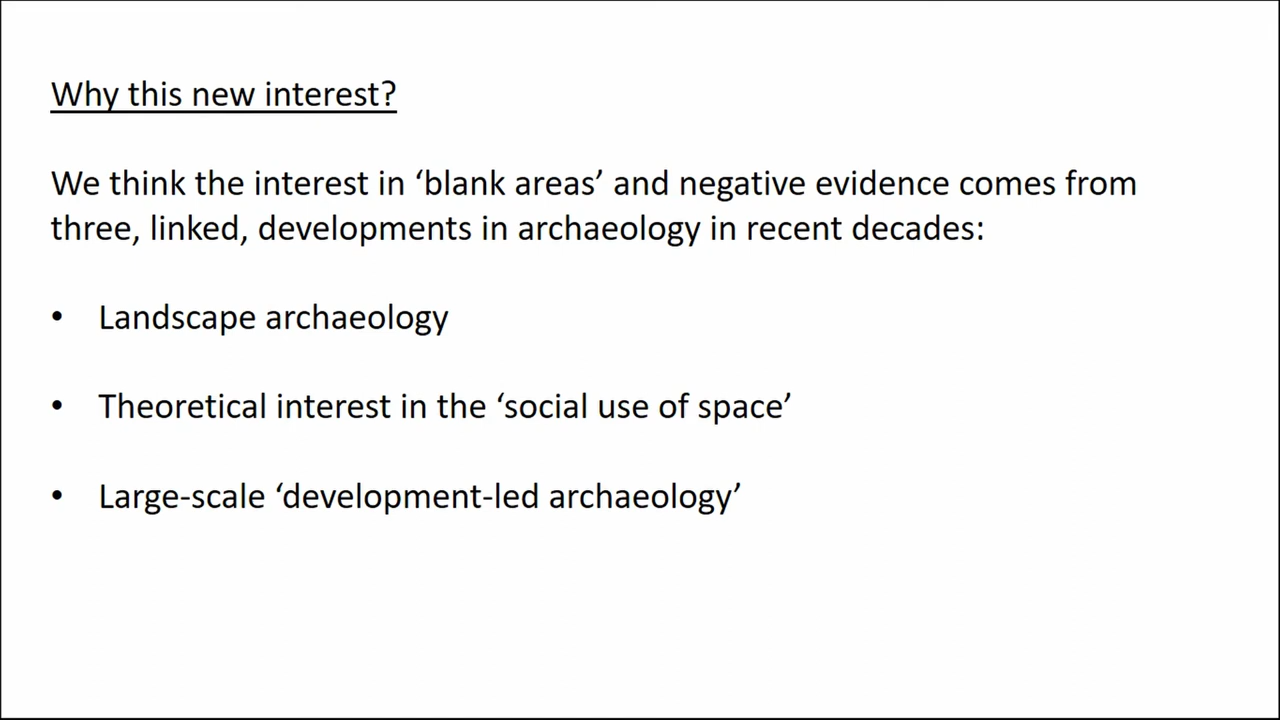 Why this new interest?
We think the interest in ‘blank areas’ and negative evidence comes from
three, linked, developments in archaeology in recent decades:
• Landscape archaeology
• Theoretical interest in the ‘social use of space’
• Large-scale ‘development-led archaeology’